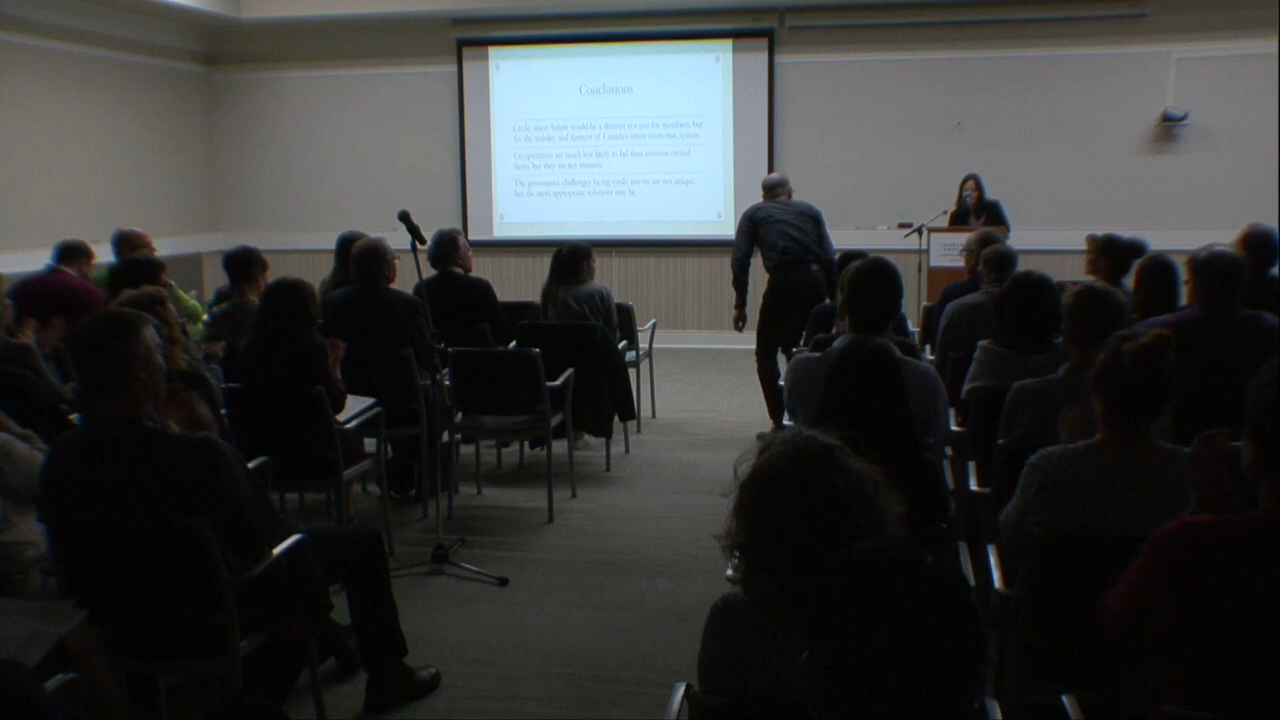 Conclusions
Credit union failure would be a disaster not just for members, but
for the stability and fairness of Canada's entire economic system.
Co-operatives are much less likely to fail than investor-owned
firms, but they are not immune.
The governance challenges facing credit unions are not unique,
but the most appropriate solutions may be.